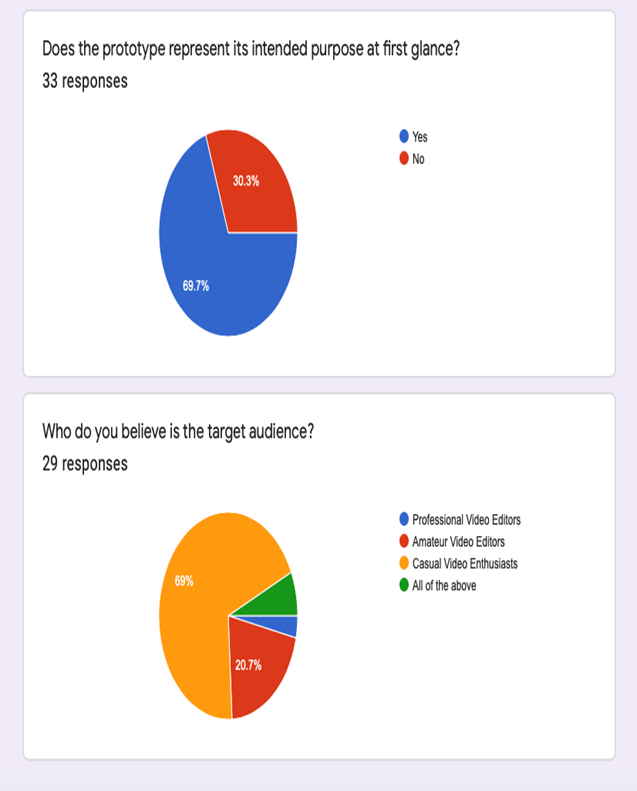 Does the prototype represent its intended purpose at first glance?
33 responses
Yes
No
30.3%
69.7%
Who do you believe is the target audience?
29 responses
Professional Video Editors
Amateur Video Editors
Casual Video Enthusiasts
All of the above
69%
20.7%